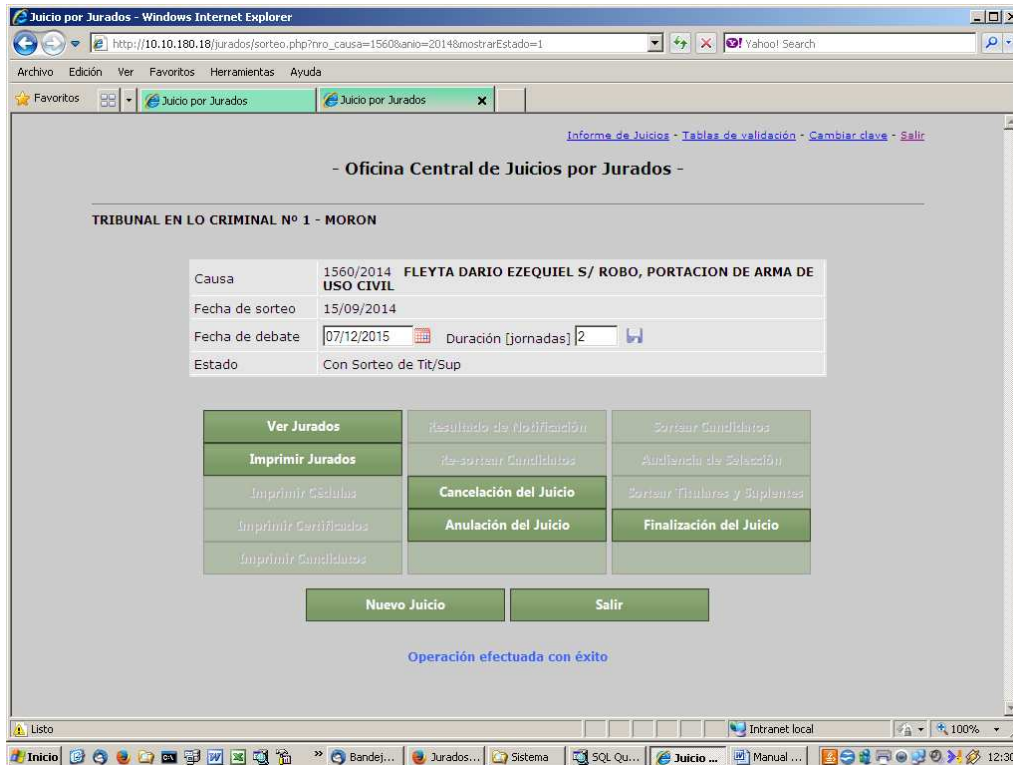 Juicio por Jurados - Windows Internet Explorer
http://10.10.180.18/jurados/sorteo.php?nro_causa=1560&anio=2014&mostrarEstado=1
Yahoo! Search
Archivo Edición Ver Favoritos Herramientas Ayuda
Favoritos Juicio por Jurados Juicio por Jurados
Informe de Juicios - Tablas de validación - Cambiar clave - Salir
- Oficina Central de Juicios por Jurados -
TRIBUNAL EN LO CRIMINAL Nº 1 - MORON
Causa 1560/2014 FLEYTA DARIO EZEQUIEL S/ ROBO, PORTACION DE ARMA DE
USO CIVIL
Fecha de sorteo 15/09/2014
Fecha de debate 07/12/2015 Duración [jornadas] 2
Estado Con Sorteo de Tit/Sup
Ver Jurados Resultado de Notificación Sortear Candidatos
Imprimir Jurados Re-sortear Candidatos Audiencia de Selección
Imprimir Cédulas Cancelación del Juicio Sortear Titulares y Suplentes
Imprimir Certificados Anulación del Juicio Finalización del Juicio
Imprimir Candidatos
Nuevo Juicio Salir
Operación efectuada con éxito
Listo Intranet local 100%
Inicio » Bandej... Jurados... Sistema SQL Qu... Juicio ... Manual ... 12:30